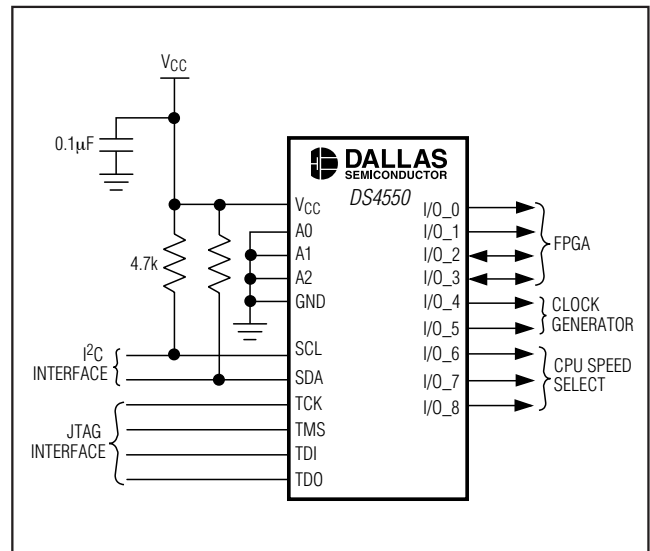 VCC
0.1μF
DALLAS
SEMICONDUCTOR
DS4550
VCC
A0
A1
A2
GND
SCL
SDA
TCK
TMS
TDI
TDO
I/O_0
I/O_1
I/O_2
I/O_3
I/O_4
I/O_5
I/O_6
I/O_7
I/O_8
4.7k
I2C
INTERFACE
JTAG
INTERFACE
FPGA
CLOCK
GENERATOR
CPU SPEED
SELECT